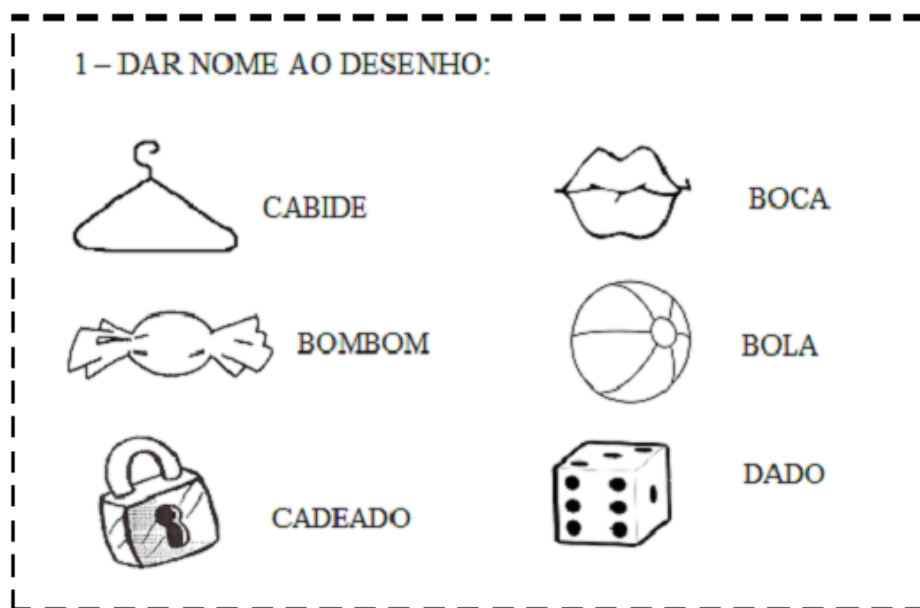 1 – DAR NOME AO DESENHO:
CABIDE
BOCA
BOMBOM
BOLA
CADEADO
DADO